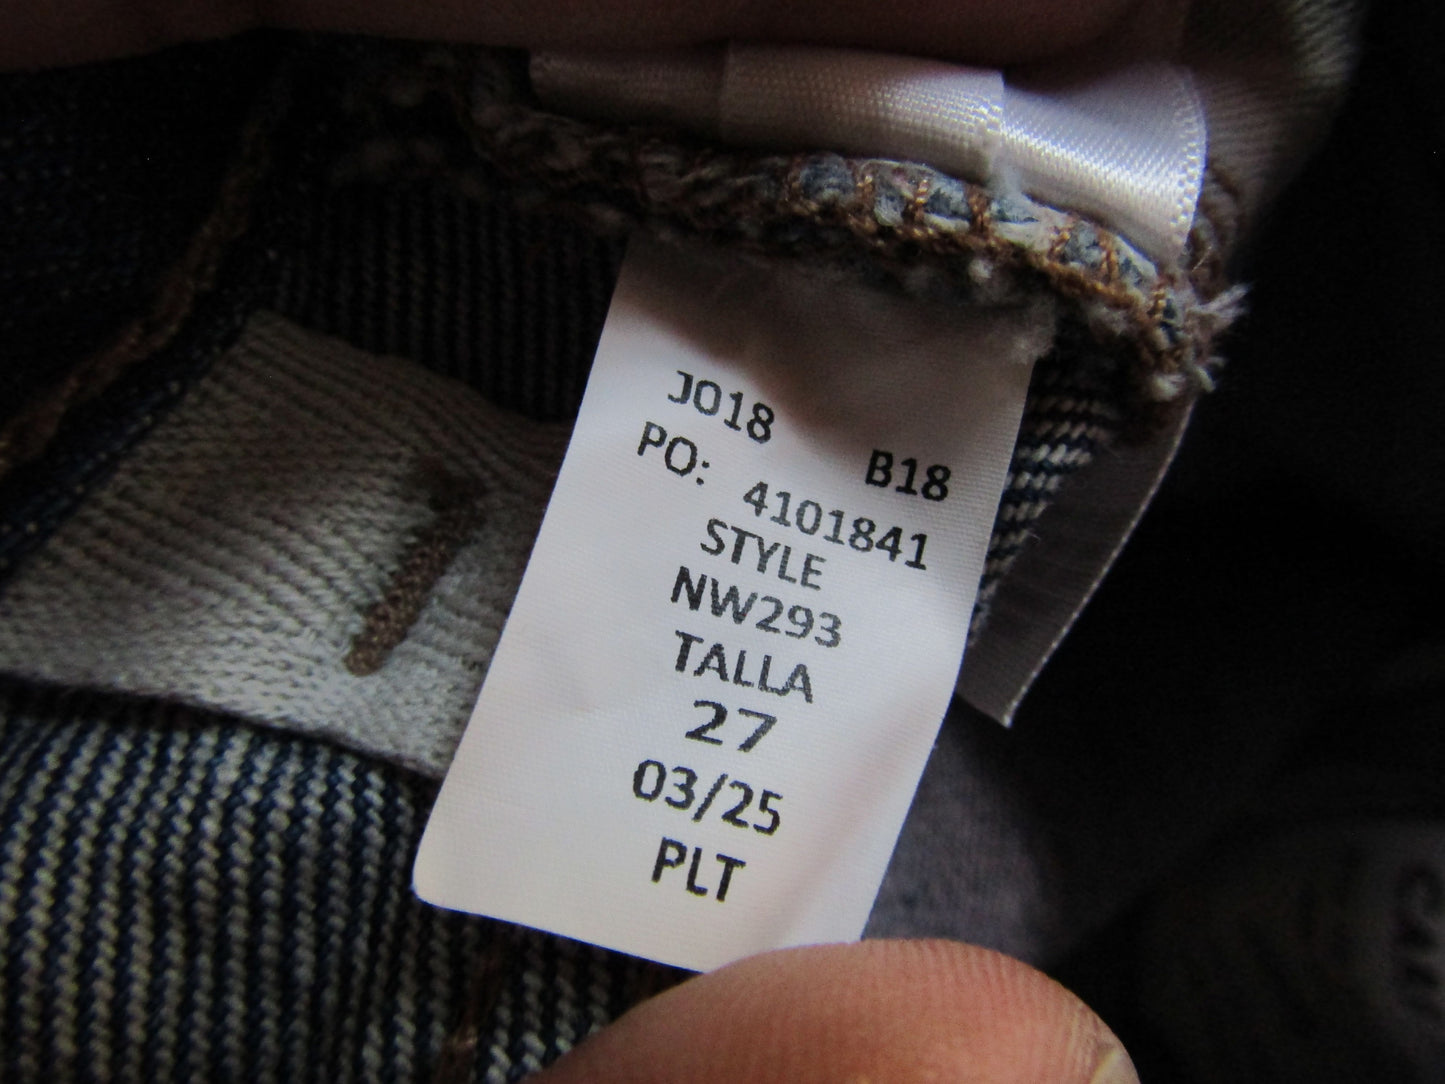 J018 B18
PO: 4101841
STYLE
NW293
TALLA
27
03/25
PLT